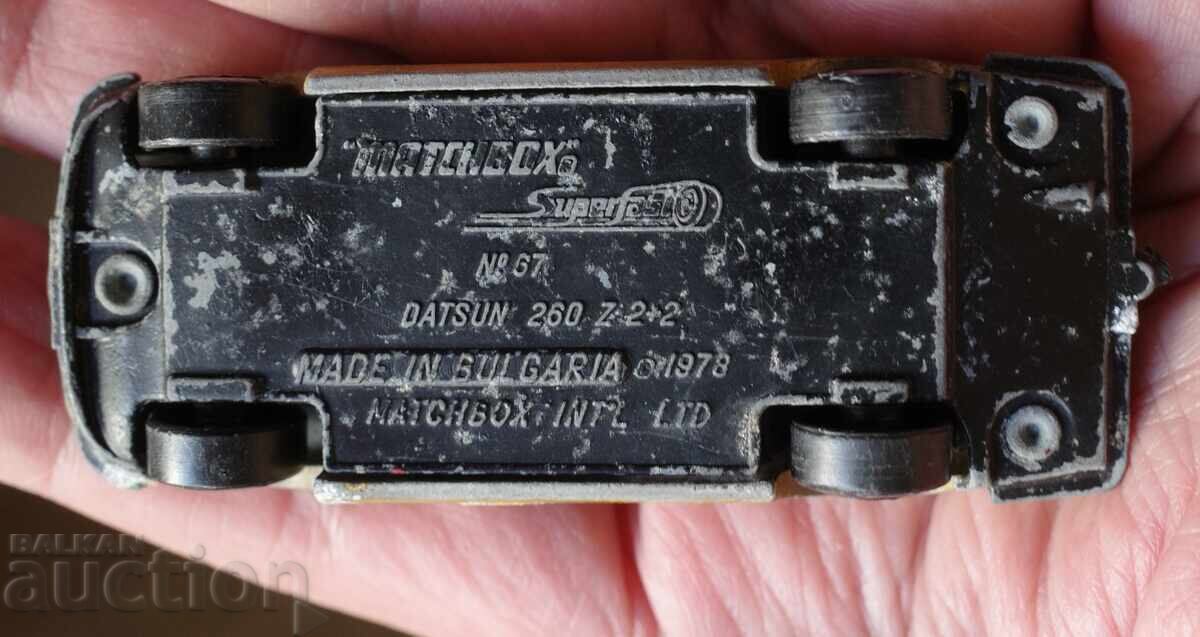 "MATCHBOX"®
Superfast
Nº 67
DATSUN 260 Z 2+2
MADE IN BULGARIA ©1978
MATCHBOX INT'L LTD
BALKAN
auction